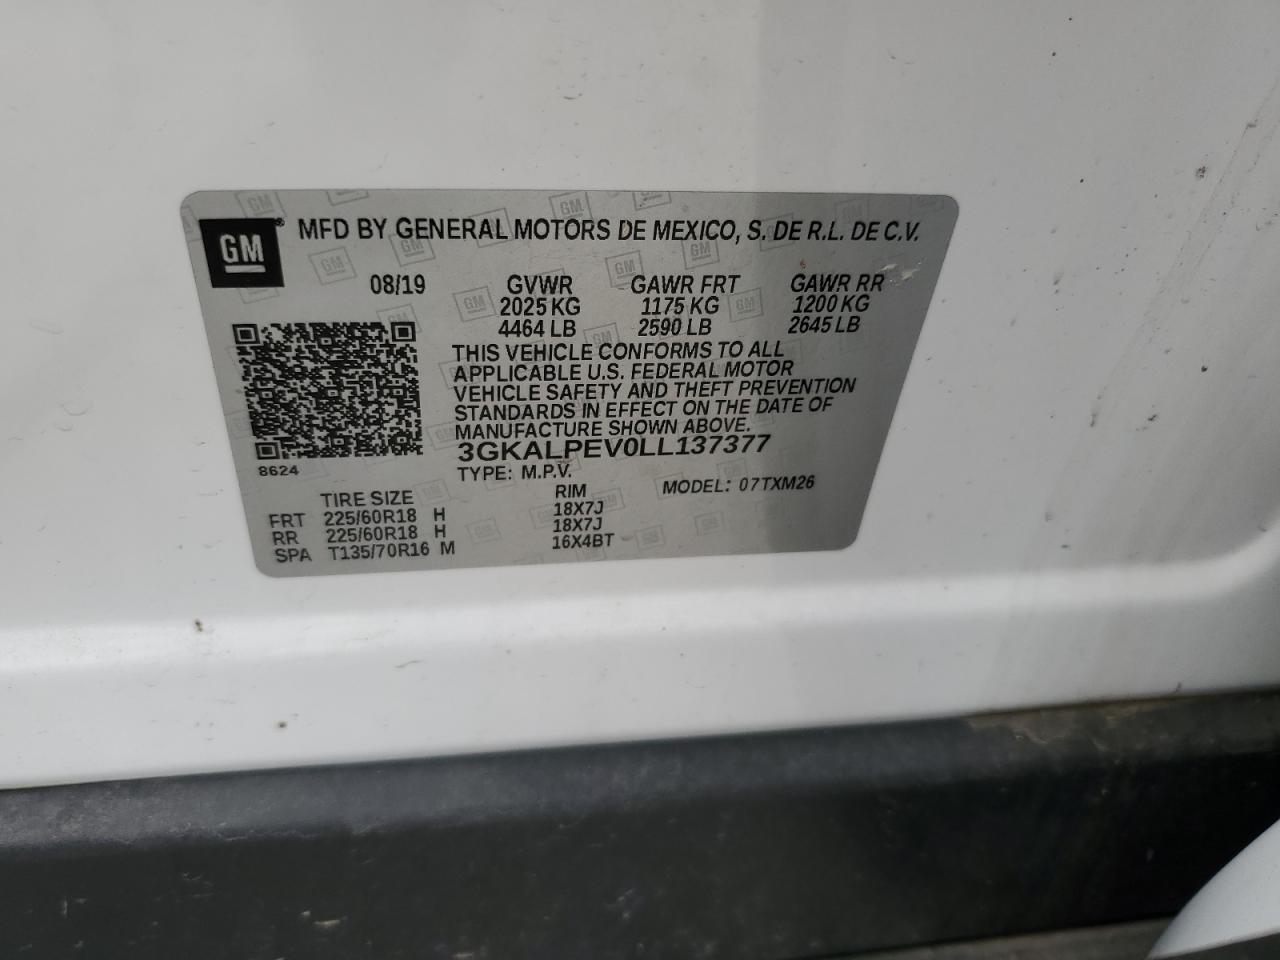 GM ® MFD BY GENERAL MOTORS DE MEXICO, S. DE R.L. DE C.V.
08/19 GVWR GAWR FRT GAWR RR
2025 KG 1175 KG 1200 KG
4464 LB 2590 LB 2645 LB
THIS VEHICLE CONFORMS TO ALL
APPLICABLE U.S. FEDERAL MOTOR
VEHICLE SAFETY AND THEFT PREVENTION
STANDARDS IN EFFECT ON THE DATE OF
MANUFACTURE SHOWN ABOVE.
3GKALPEV0LL137377
8624 TYPE: M.P.V.
TIRE SIZE RIM MODEL: 07TXM26
FRT 225/60R18 H 18X7J
RR 225/60R18 H 18X7J
SPA T135/70R16 M 16X4BT